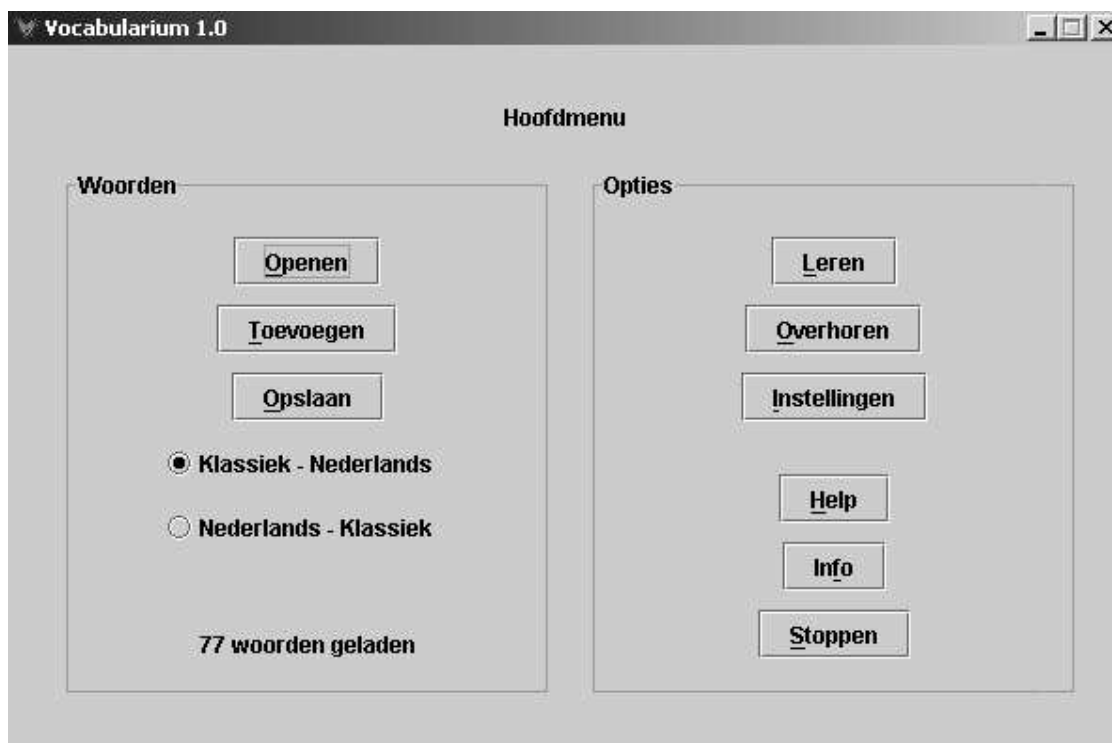 Vocabularium 1.0
Hoofdmenu
Woorden
Openen
Toevoegen
Opslaan
Klassiek - Nederlands
Nederlands - Klassiek
77 woorden geladen
Opties
Leren
Overhoren
Instellingen
Help
Info
Stoppen